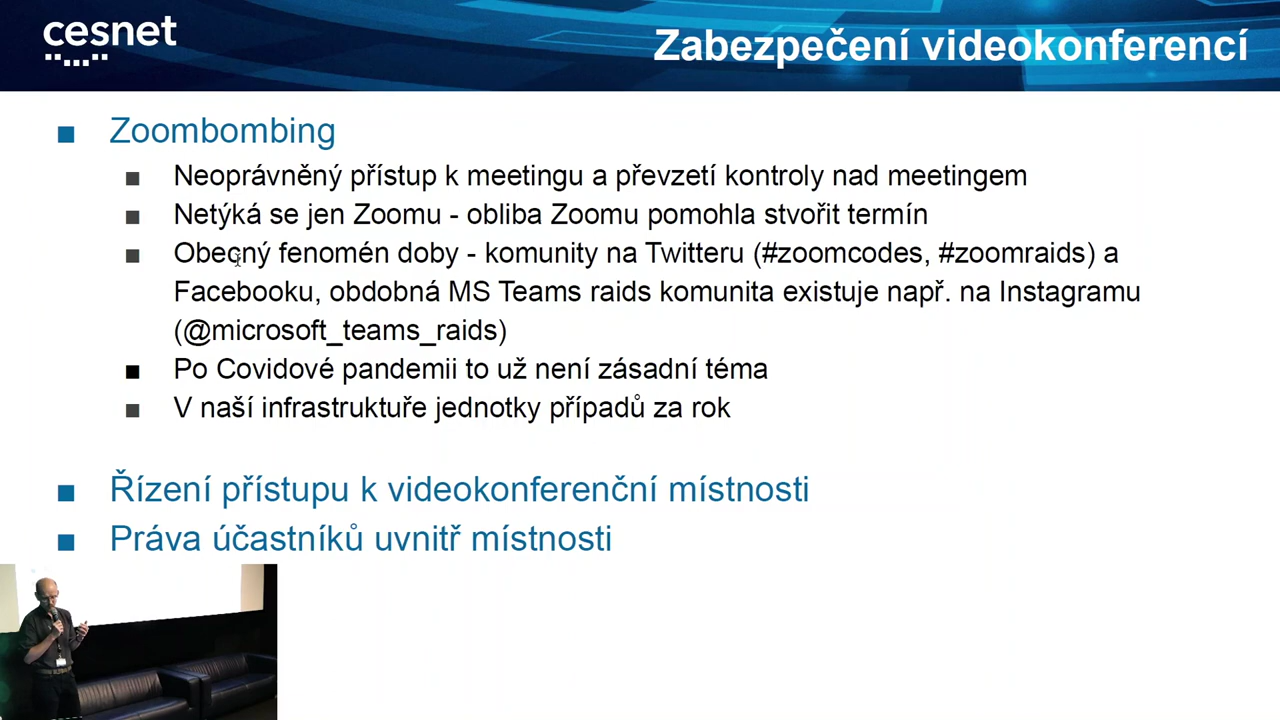 cesnet
Zabezpečení videokonferencí
Zoombombing
Neoprávněný přístup k meetingu a převzetí kontroly nad meetingem
Netýká se jen Zoomu - obliba Zoomu pomohla stvořit termín
Obecný fenomén doby - komunity na Twitteru (#zoomcodes, #zoomraids) a
Facebooku, obdobná MS Teams raids komunita existuje např. na Instagramu
(@microsoft_teams_raids)
Po Covidové pandemii to už není zásadní téma
V naší infrastruktuře jednotky případů za rok
Řízení přístupu k videokonferenční místnosti
Práva účastníků uvnitř místnosti